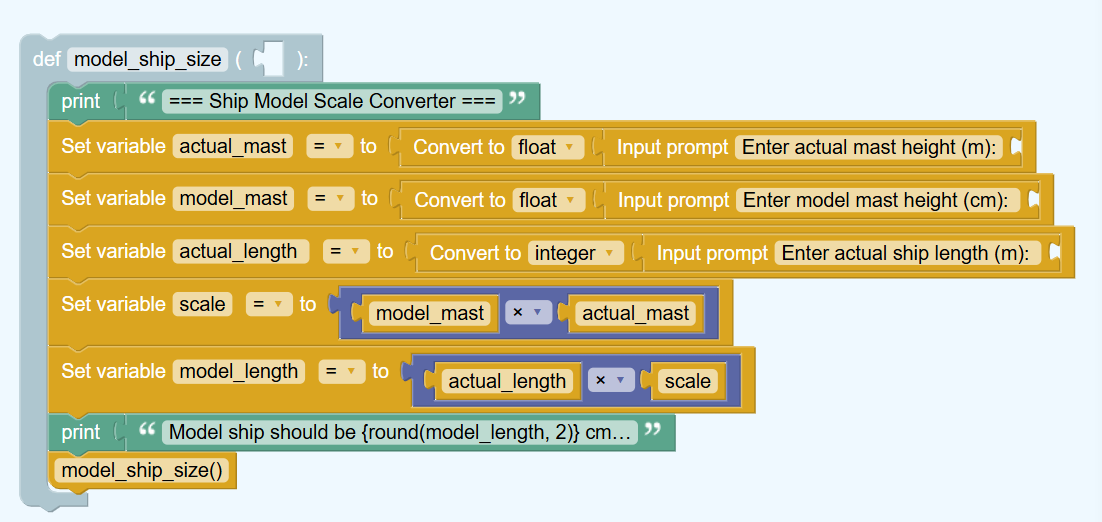 def model_ship_size ( ):
print “ === Ship Model Scale Converter === ”
Set variable actual_mast = to Convert to float Input prompt Enter actual mast height (m):
Set variable model_mast = to Convert to float Input prompt Enter model mast height (cm):
Set variable actual_length = to Convert to integer Input prompt Enter actual ship length (m):
Set variable scale = to model_mast × actual_mast
Set variable model_length = to actual_length × scale
print “ Model ship should be {round(model_length, 2)} cm... ”
model_ship_size()